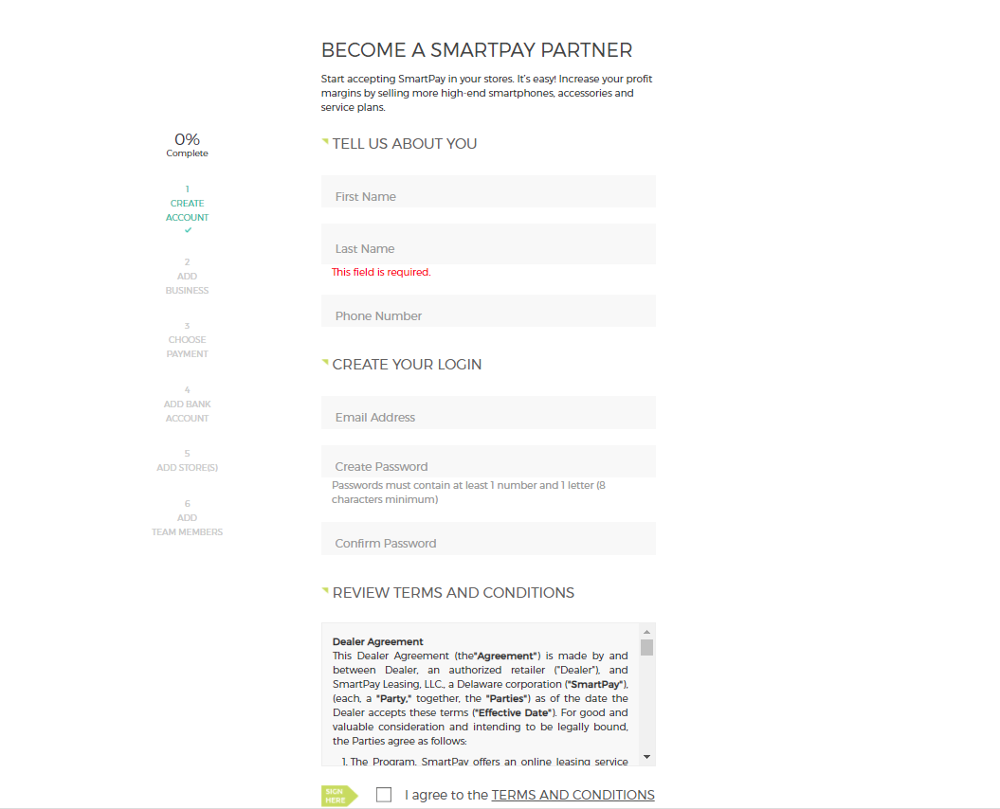 BECOME A SMARTPAY PARTNER
Start accepting SmartPay in your stores. It's easy! Increase your profit
margins by selling more high-end smartphones, accessories and
service plans.
0%
Complete
1
CREATE
ACCOUNT
2
ADD
BUSINESS
3
CHOOSE
PAYMENT
4
ADD BANK
ACCOUNT
5
ADD STORE(S)
6
ADD
TEAM MEMBERS
TELL US ABOUT YOU
First Name
Last Name
This field is required.
Phone Number
CREATE YOUR LOGIN
Email Address
Create Password
Passwords must contain at least 1 number and 1 letter (8
characters minimum)
Confirm Password
REVIEW TERMS AND CONDITIONS
Dealer Agreement
This Dealer Agreement (the"Agreement") is made by and
between Dealer, an authorized retailer ("Dealer"), and
SmartPay Leasing, LLC., a Delaware corporation ("SmartPay"),
(each, a "Party," together, the "Parties") as of the date the
Dealer accepts these terms ("Effective Date"). For good and
valuable consideration and intending to be legally bound,
the Parties agree as follows:
1. The Program. SmartPay offers an online leasing service
SIGN
HERE
I agree to the TERMS AND CONDITIONS